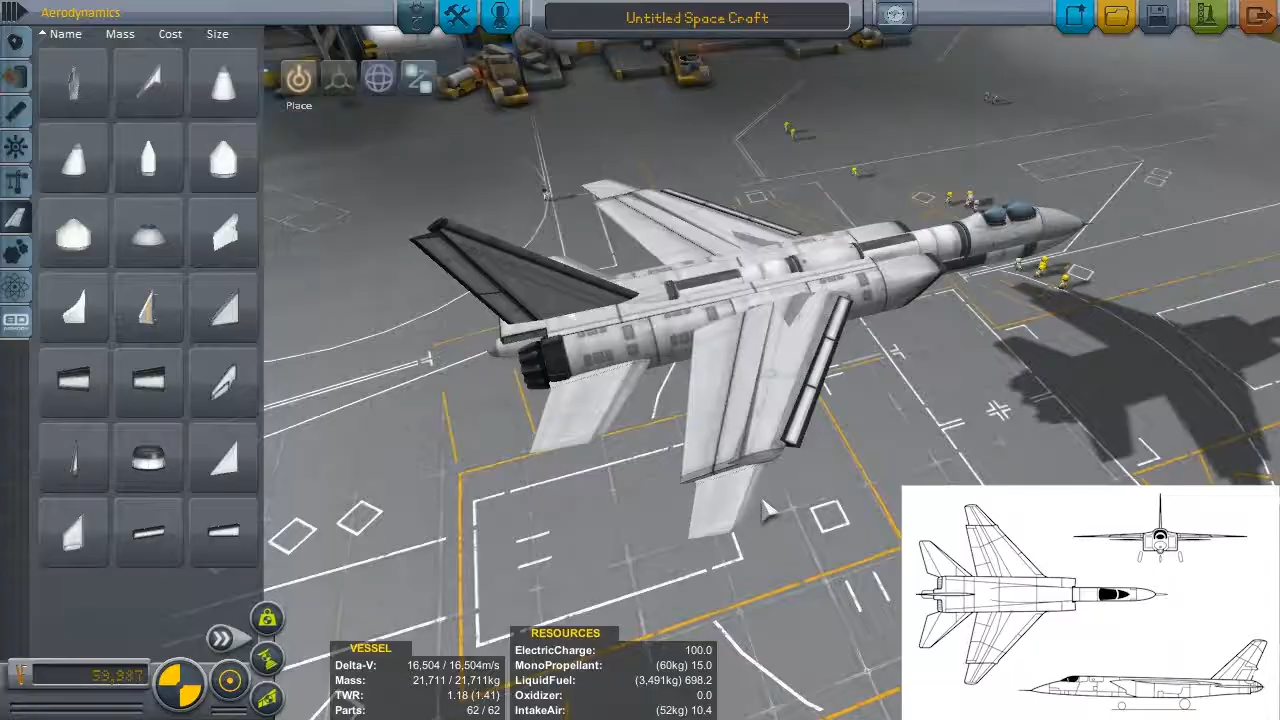 Aerodynamics
Untitled Space Craft
Name Mass Cost Size
Place
59,387
VESSEL
Delta-V: 16,504 / 16,504m/s
Mass: 21,711 / 21,711kg
TWR: 1.18 (1.41)
Parts: 62 / 62
RESOURCES
ElectricCharge: 100.0
MonoPropellant: (60kg) 15.0
LiquidFuel: (3,491kg) 698.2
Oxidizer: 0.0
IntakeAir: (52kg) 10.4